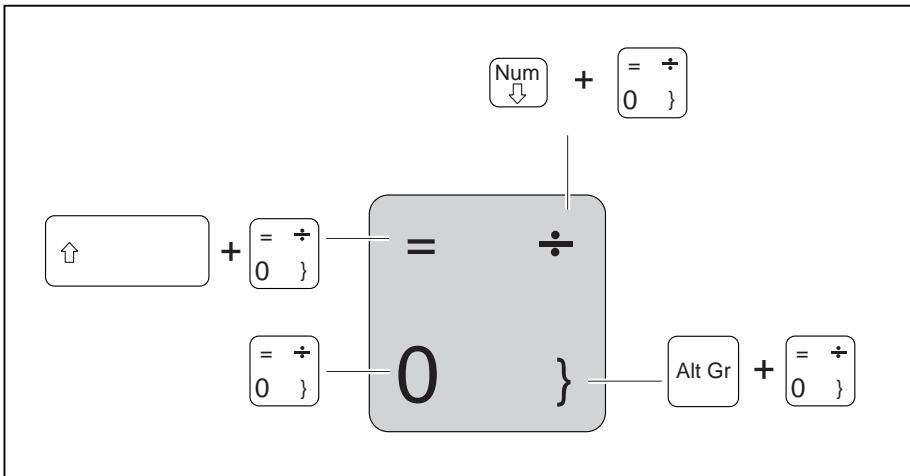 Num + = ÷
0 }
⇧ + = ÷
0 }
= ÷
0 }
= ÷
0 }
Alt Gr + = ÷
0 }